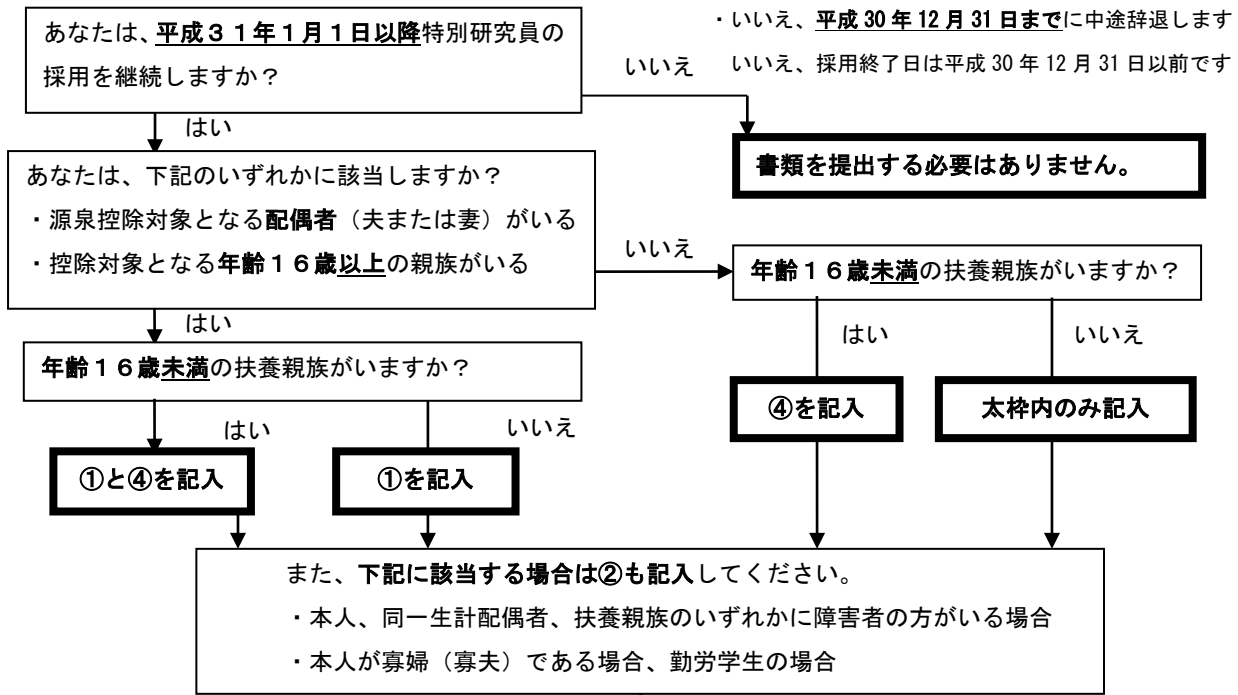 あなたは、平成３１年１月１日以降特別研究員の
採用を継続しますか？
・いいえ、平成30年12月31日までに中途辞退します
いいえ
いいえ、採用終了日は平成30年12月31日以前です
はい
書類を提出する必要はありません。
あなたは、下記のいずれかに該当しますか？
・源泉控除対象となる配偶者（夫または妻）がいる
・控除対象となる年齢１６歳以上の親族がいる
いいえ
年齢１６歳未満の扶養親族がいますか？
はい
年齢１６歳未満の扶養親族がいますか？
はい
いいえ
④を記入
太枠内のみ記入
はい
いいえ
①と④を記入
①を記入
また、下記に該当する場合は②も記入してください。
・本人、同一生計配偶者、扶養親族のいずれかに障害者の方がいる場合
・本人が寡婦（寡夫）である場合、勤労学生の場合